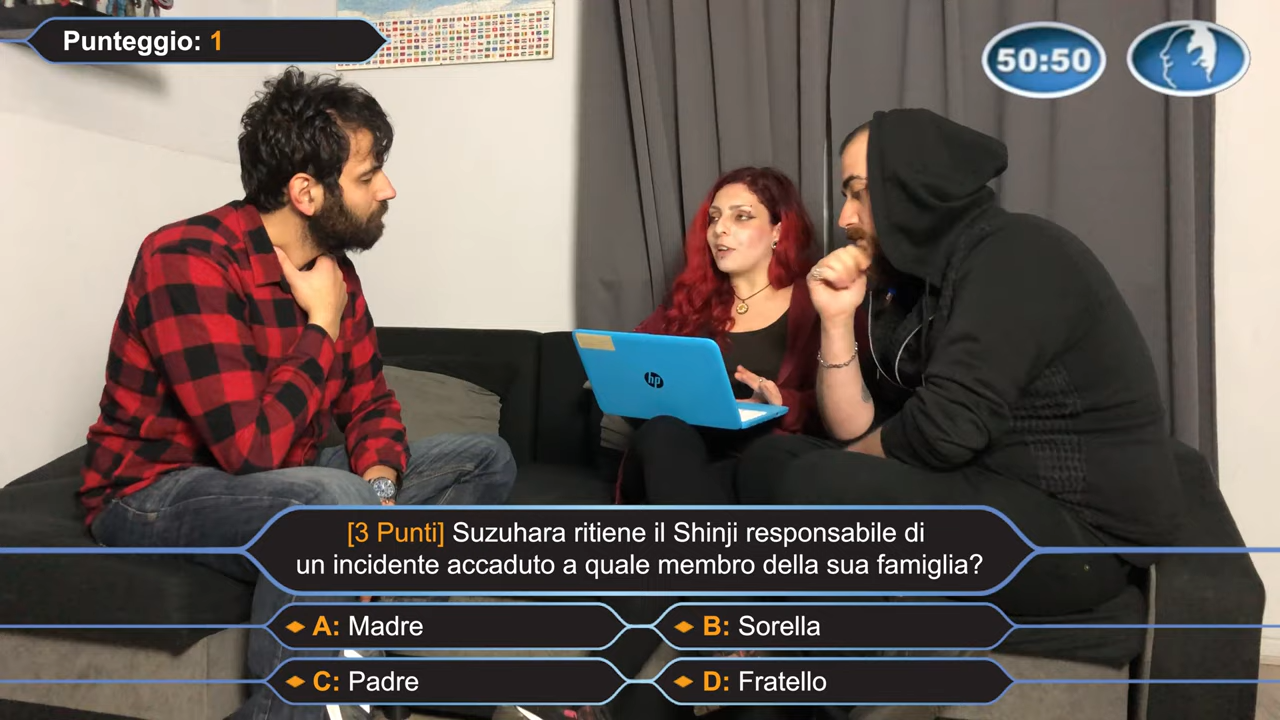 Punteggio: 1
50:50
hp
[3 Punti] Suzuhara ritiene il Shinji responsabile di
un incidente accaduto a quale membro della sua famiglia?
A: Madre
B: Sorella
C: Padre
D: Fratello